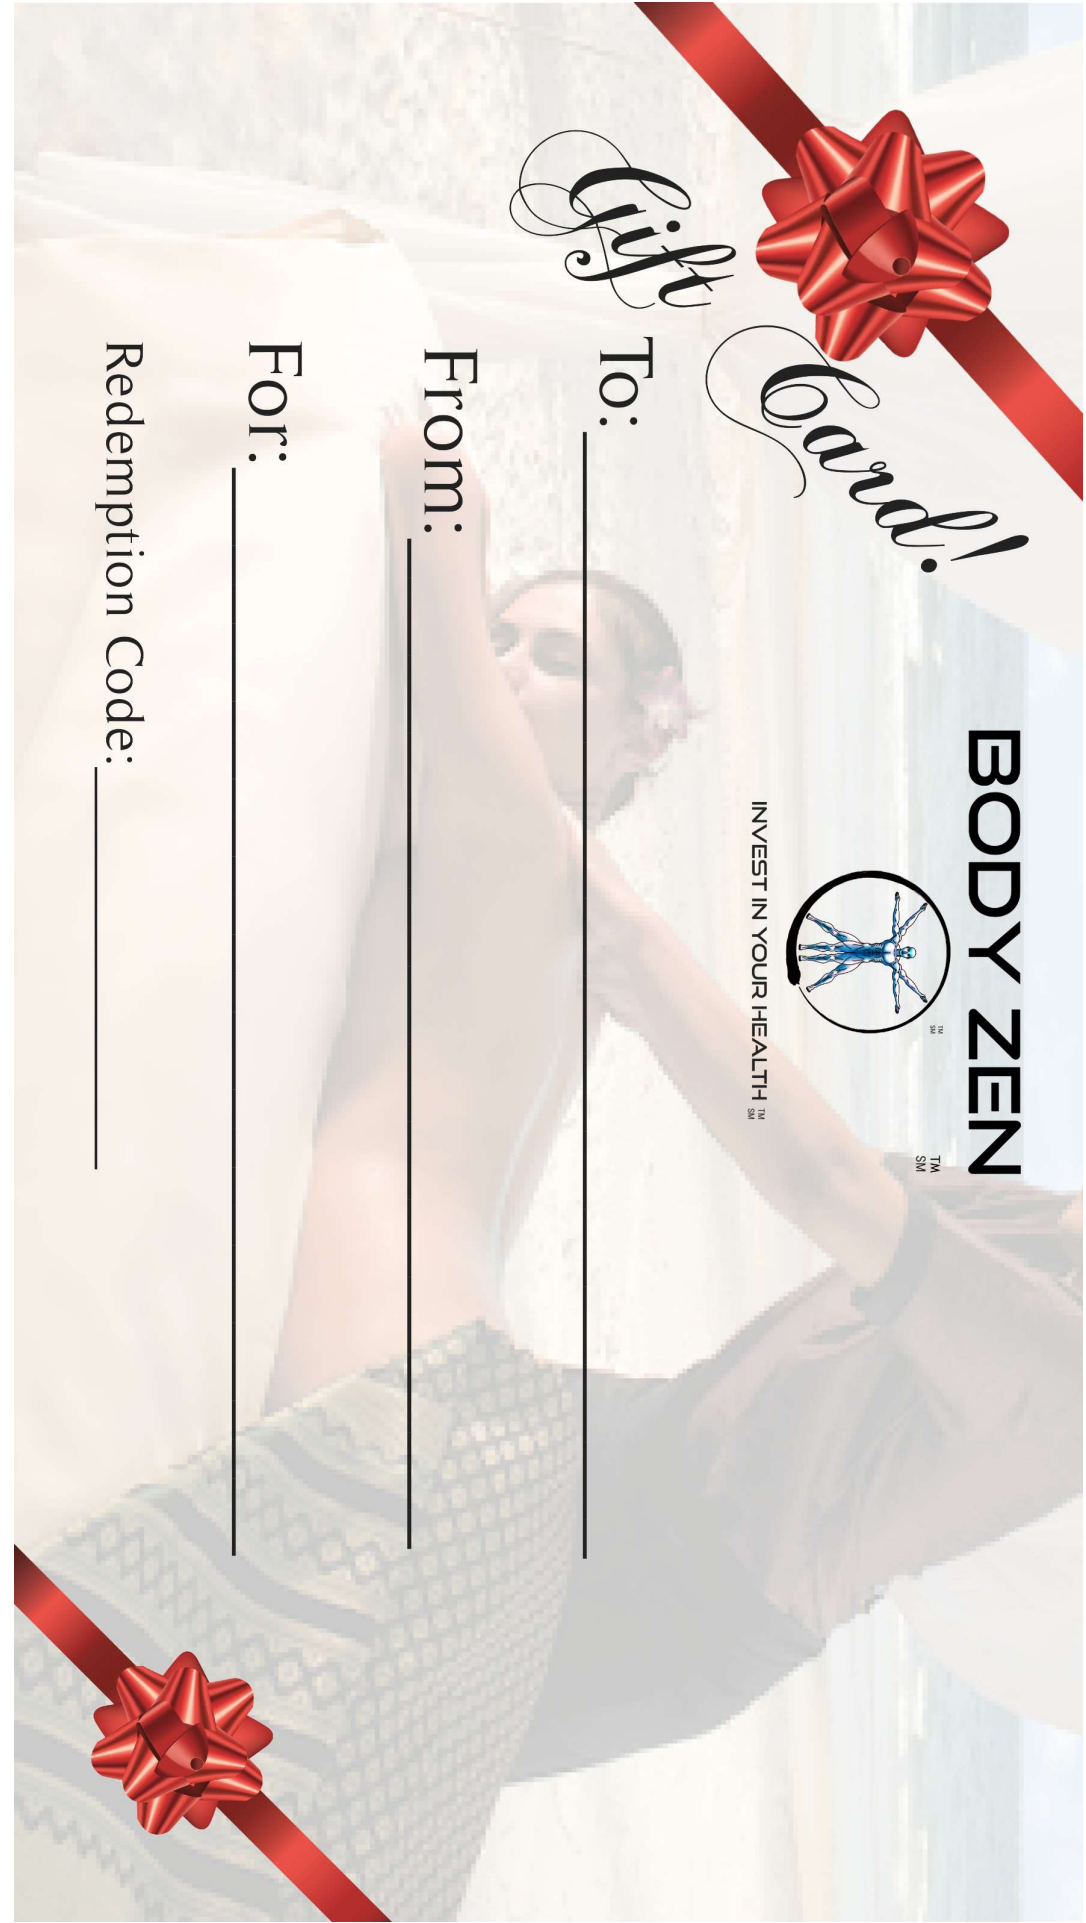 Gift Card!
BODY ZEN
TM
SM
TM
SM
INVEST IN YOUR HEALTH TM
SM
To:
From:
For:
Redemption Code: